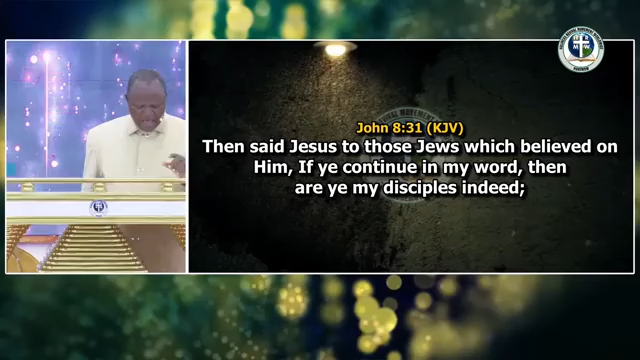 John 8:31 (KJV)
Then said Jesus to those Jews which believed on
Him, If ye continue in my word, then
are ye my disciples indeed;